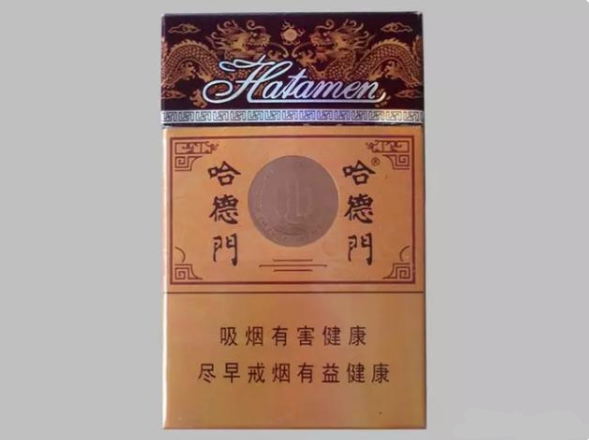 Hatamen
哈德門
哈德門®
吸烟有害健康
尽早戒烟有益健康